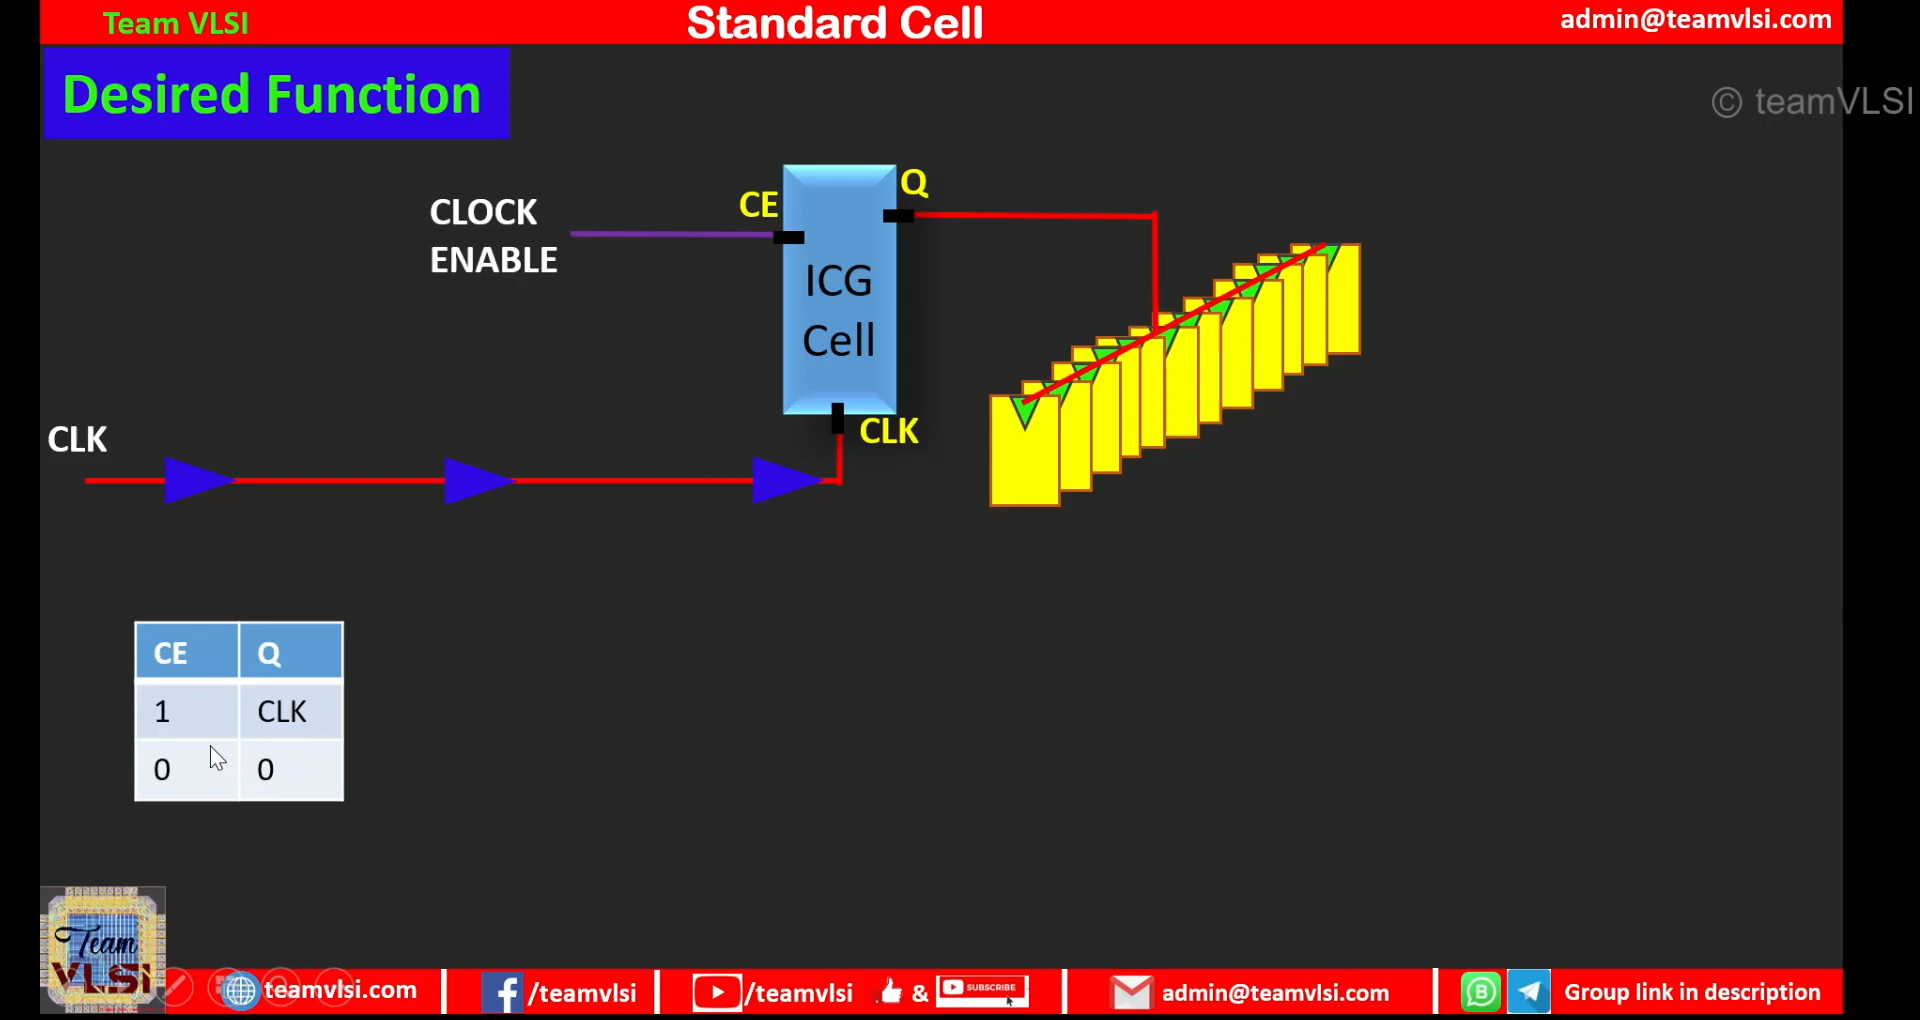 Team VLSI
Standard Cell
admin@teamvlsi.com
Desired Function
© teamVLSI
CLOCK
ENABLE
CE
Q
ICG
Cell
CLK
CLK
CE Q
1 CLK
0 0
Team
VLSI
teamvlsi.com
/teamvlsi
/teamvlsi
&
SUBSCRIBE
admin@teamvlsi.com
B
Group link in description